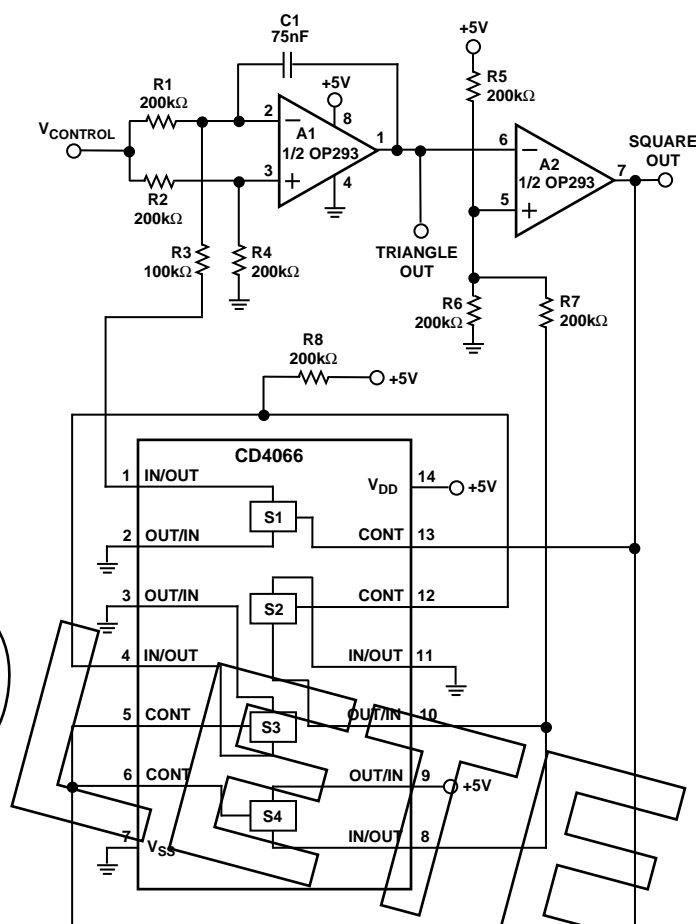 C1
75nF
+5V
R1
200kΩ
+5V
R5
200kΩ
VCONTROL
2
A1
8
1
1/2 OP293
3
4
R2
200kΩ
6
A2
7
1/2 OP293
5
SQUARE
OUT
R3
100kΩ
R4
200kΩ
TRIANGLE
OUT
R6
200kΩ
R7
200kΩ
R8
200kΩ
+5V
CD4066
1 IN/OUT
VDD 14 +5V
S1
2 OUT/IN
CONT 13
3 OUT/IN
S2
CONT 12
4 IN/OUT
IN/OUT 11
5 CONT
S3
OUT/IN 10
6 CONT
OUT/IN 9 +5V
S4
7 VSS
IN/OUT 8